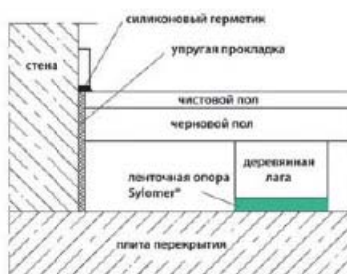 силиконовый герметик
упругая прокладка
стена
чистовой пол
черновой пол
деревянная
лага
ленточная опора
Sylomer®
плита перекрытия